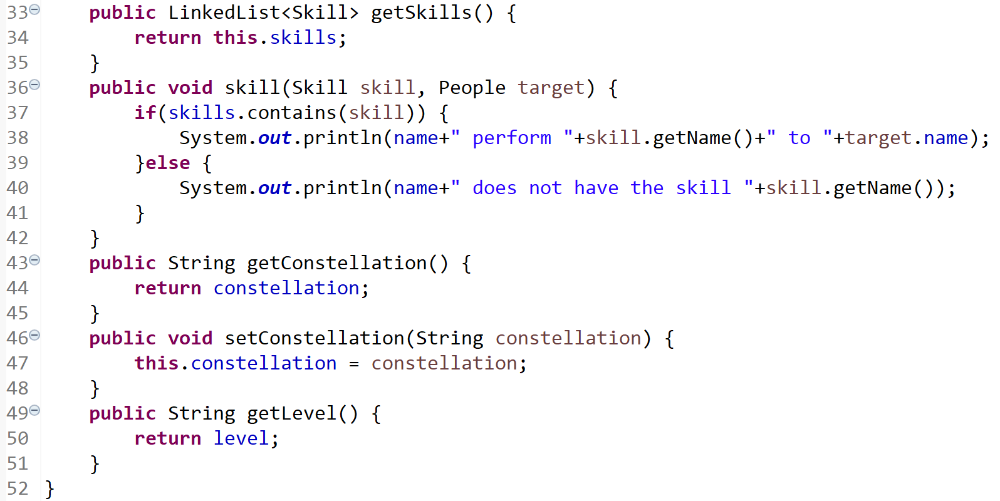 33 public LinkedList<Skill> getSkills() {
34 return this.skills;
35 }
36 public void skill(Skill skill, People target) {
37 if(skills.contains(skill)) {
38 System.out.println(name+" perform "+skill.getName()+" to "+target.name);
39 }else {
40 System.out.println(name+" does not have the skill "+skill.getName());
41 }
42 }
43 public String getConstellation() {
44 return constellation;
45 }
46 public void setConstellation(String constellation) {
47 this.constellation = constellation;
48 }
49 public String getLevel() {
50 return level;
51 }
52 }